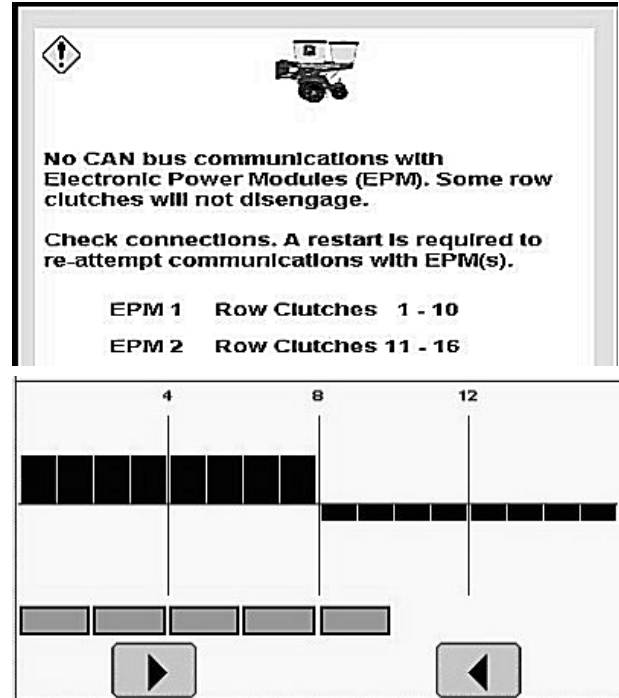 No CAN bus communications with
Electronic Power Modules (EPM). Some row
clutches will not disengage.
Check connections. A restart is required to
re-attempt communications with EPM(s).
EPM 1 Row Clutches 1 - 10
EPM 2 Row Clutches 11 - 16
4 8 12